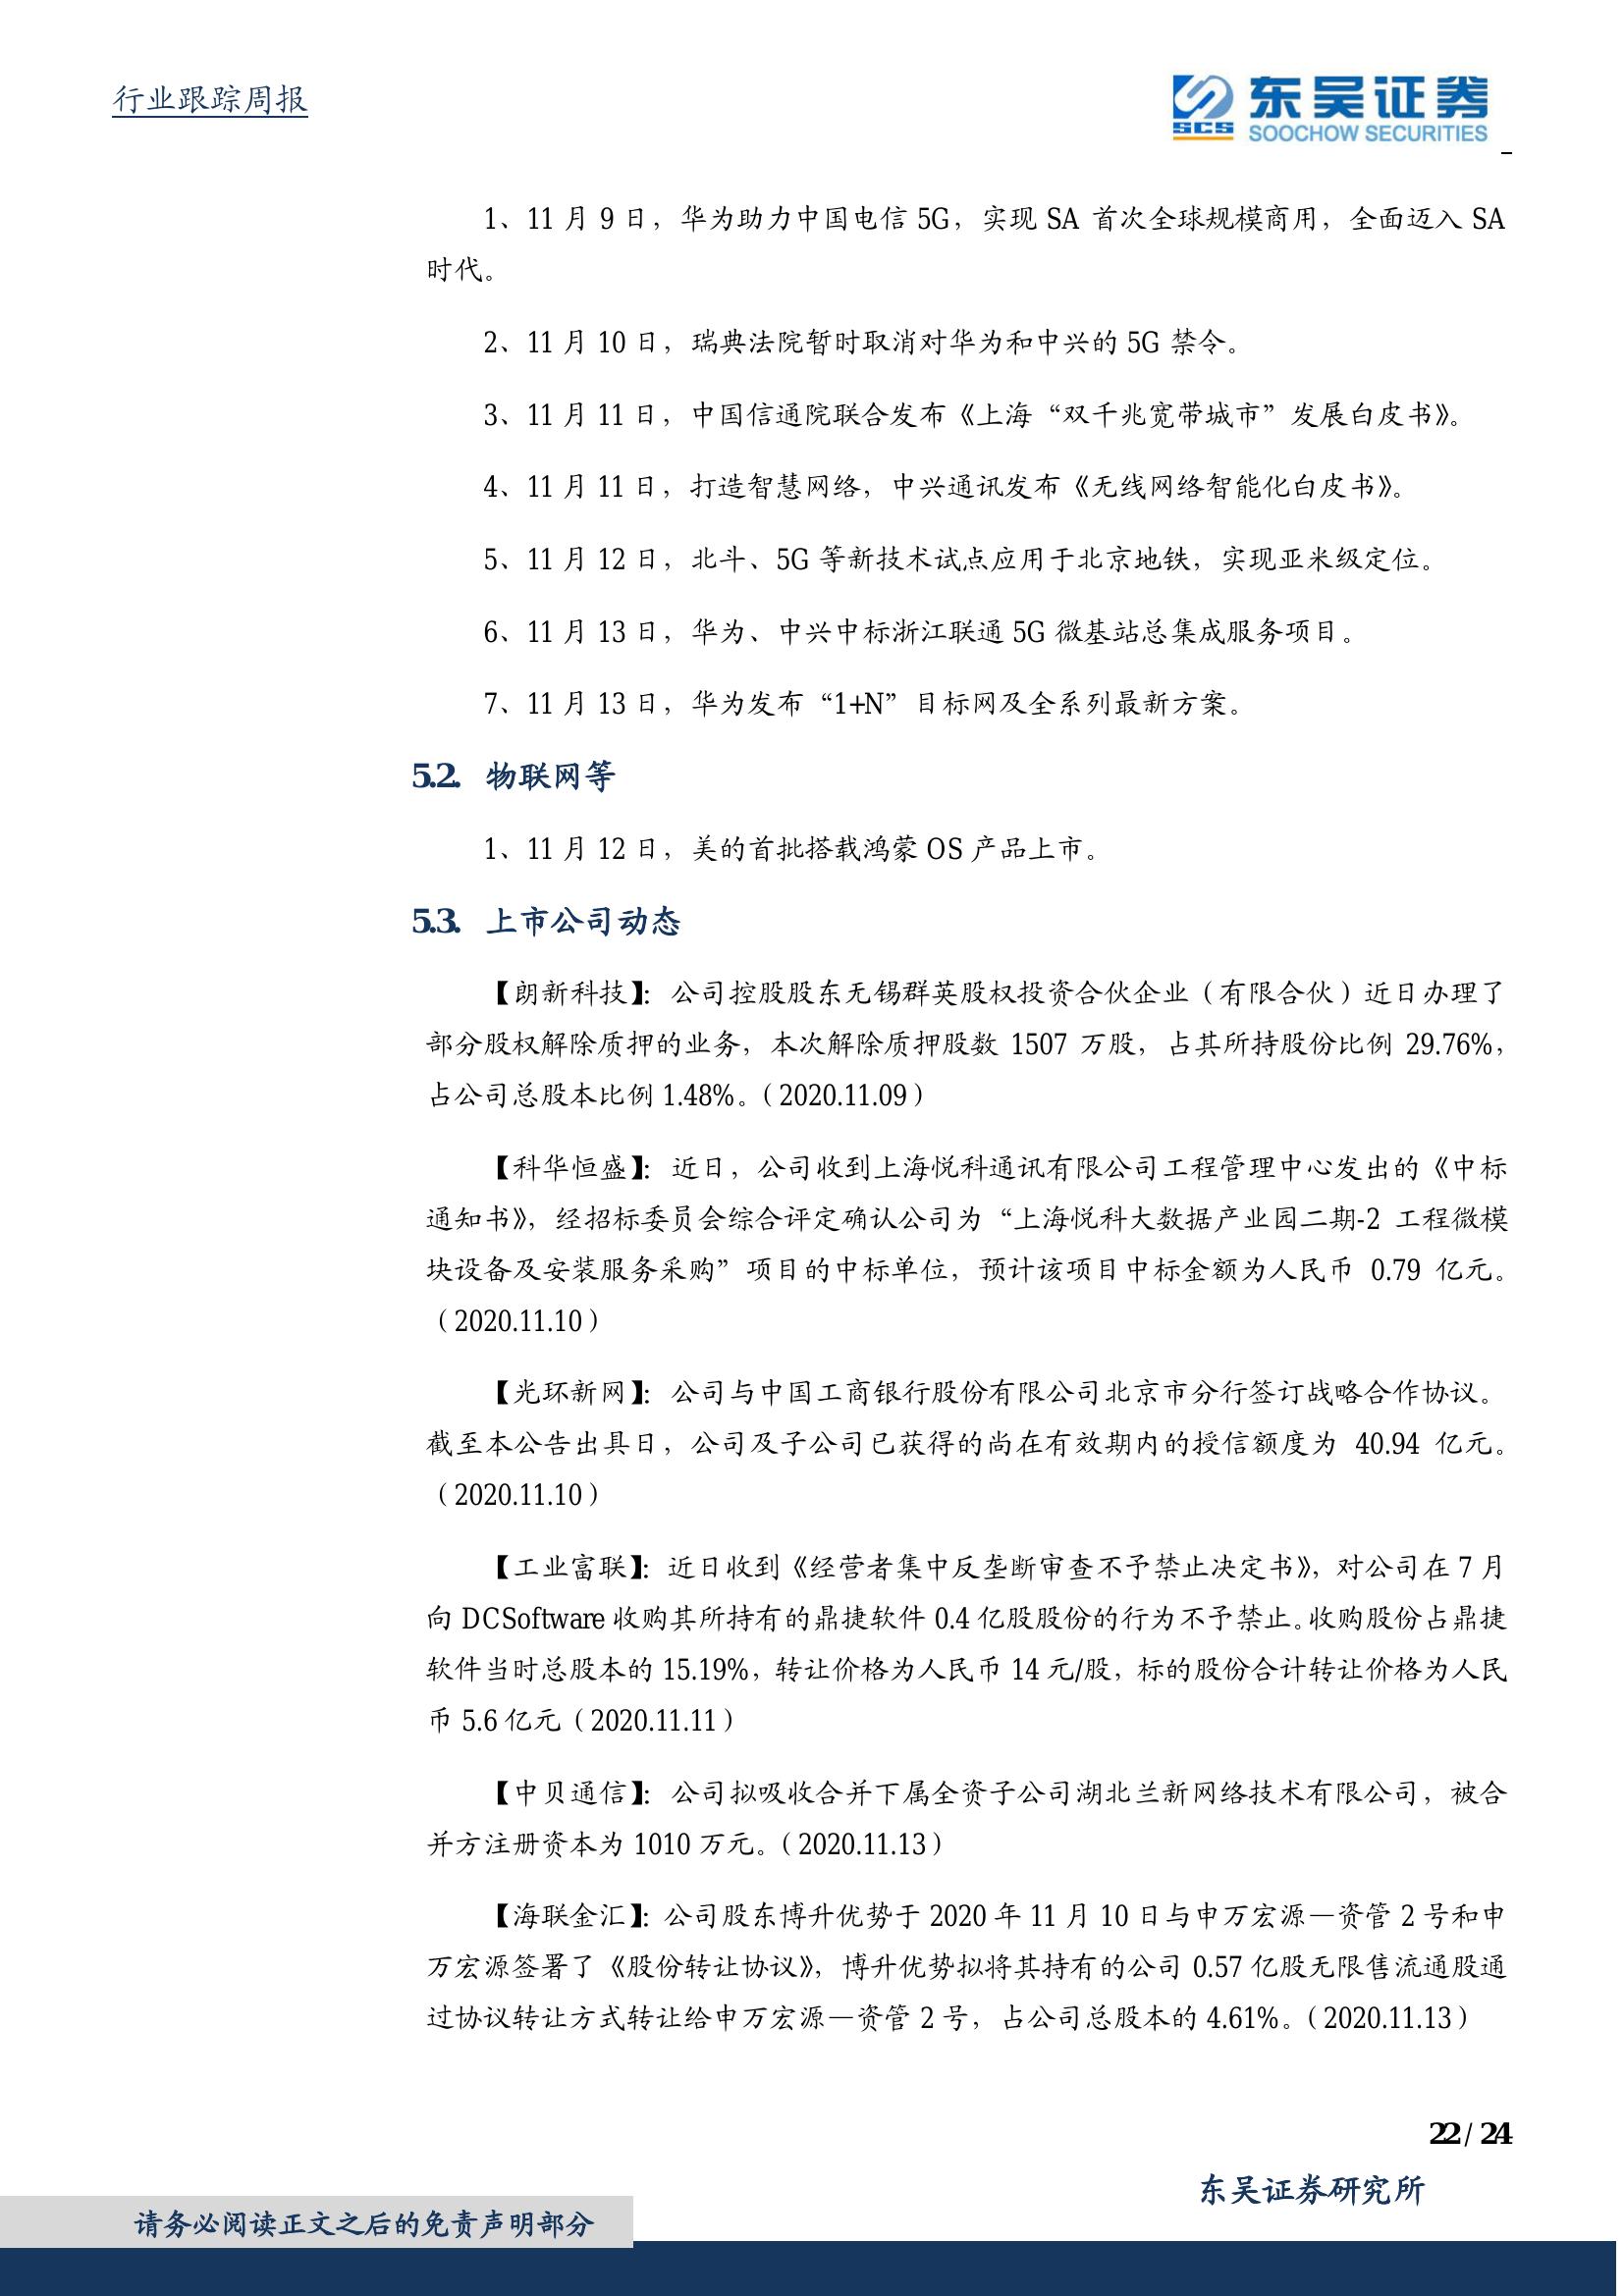 行业跟踪周报
SCS 东吴证券
SOOCHOW SECURITIES
1、11 月 9 日，华为助力中国电信 5G，实现 SA 首次全球规模商用，全面迈入 SA
时代。
2、11 月 10 日，瑞典法院暂时取消对华为和中兴的 5G 禁令。
3、11 月 11 日，中国信通院联合发布《上海“双千兆宽带城市”发展白皮书》。
4、11 月 11 日，打造智慧网络，中兴通讯发布《无线网络智能化白皮书》。
5、11 月 12 日，北斗、5G 等新技术试点应用于北京地铁，实现亚米级定位。
6、11 月 13 日，华为、中兴中标浙江联通 5G 微基站总集成服务项目。
7、11 月 13 日，华为发布“1+N”目标网及全系列最新方案。
5.2. 物联网等
1、11 月 12 日，美的首批搭载鸿蒙 OS 产品上市。
5.3. 上市公司动态
【朗新科技】：公司控股股东无锡群英股权投资合伙企业（有限合伙）近日办理了
部分股权解除质押的业务，本次解除质押股数 1507 万股，占其所持股份比例 29.76%，
占公司总股本比例 1.48%。（2020.11.09）
【科华恒盛】：近日，公司收到上海悦科通讯有限公司工程管理中心发出的《中标
通知书》，经招标委员会综合评定确认公司为“上海悦科大数据产业园二期-2 工程微模
块设备及安装服务采购”项目的中标单位，预计该项目中标金额为人民币 0.79 亿元。
（2020.11.10）
【光环新网】：公司与中国工商银行股份有限公司北京市分行签订战略合作协议。
截至本公告出具日，公司及子公司已获得的尚在有效期内的授信额度为 40.94 亿元。
（2020.11.10）
【工业富联】：近日收到《经营者集中反垄断审查不予禁止决定书》，对公司在 7 月
向 DCSoftware 收购其所持有的鼎捷软件 0.4 亿股股份的行为不予禁止。收购股份占鼎捷
软件当时总股本的 15.19%，转让价格为人民币 14 元/股，标的股份合计转让价格为人民
币 5.6 亿元（2020.11.11）
【中贝通信】：公司拟吸收合并下属全资子公司湖北兰新网络技术有限公司，被合
并方注册资本为 1010 万元。（2020.11.13）
【海联金汇】：公司股东博升优势于 2020 年 11 月 10 日与申万宏源—资管 2 号和申
万宏源签署了《股份转让协议》，博升优势拟将其持有的公司 0.57 亿股无限售流通股通
过协议转让方式转让给申万宏源—资管 2 号，占公司总股本的 4.61%。（2020.11.13）
22 / 24
东吴证券研究所
请务必阅读正文之后的免责声明部分